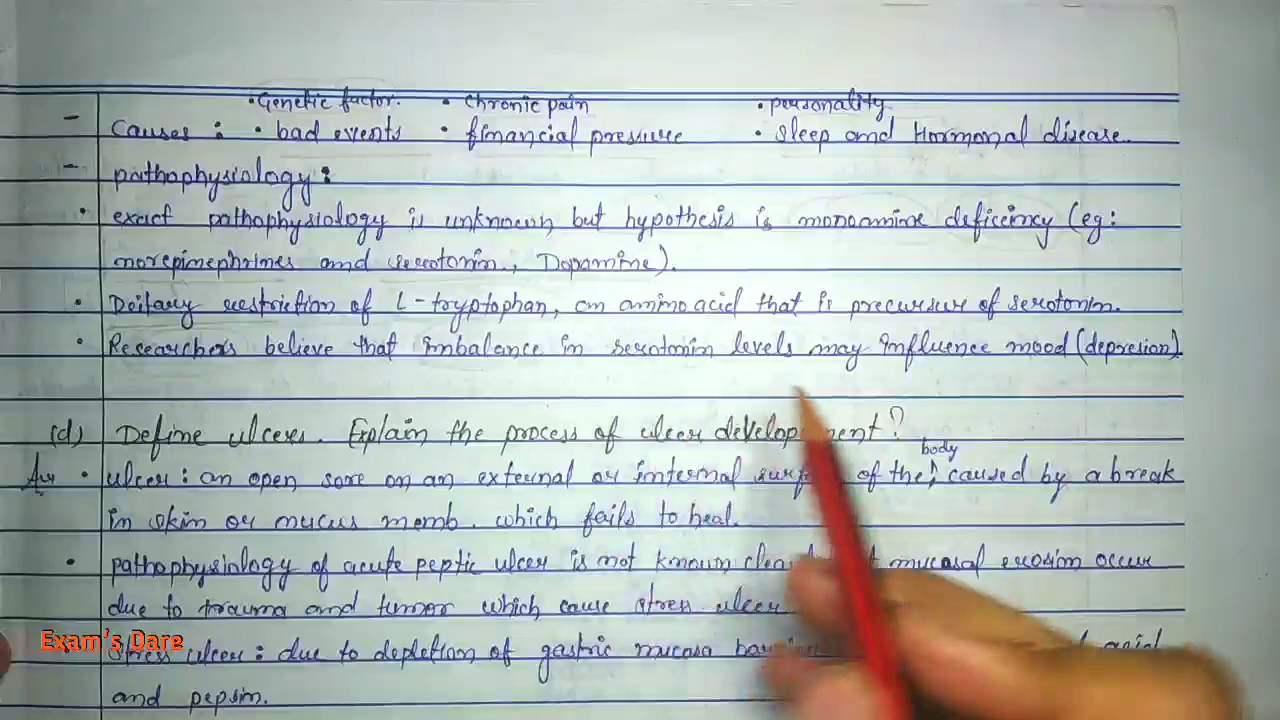 • Genetic factor. • chronic pain • personality
- Causes : • bad events • financial pressure • Sleep and Hormonal disease.
- pathophysiology :
• exact pathophysiology is unknown but hypothesis is monoamine deficincy (eg:
norepinephrines and serotonin, Dopamine).
• Deitary restriction of L-tryptophan, an amino acid that is precursur of serotonin.
• Researchers believe that imbalance in serotonin levels may influence mood (depresion).
(d) Define ulcers. Explain the process of ulcer development?
body
Ans • ulcer : an open sore on an external or internal of the caused by a break
in skin or mucus memb. which fails to heal.
• pathophysiology of acute peptic ulcer is not known mucosal erosion occur
due to trauma and tumor which cause stress ulcer
Exam's Dare
stress ulcer : due to depletion of gastric mucosa acid
and pepsin.